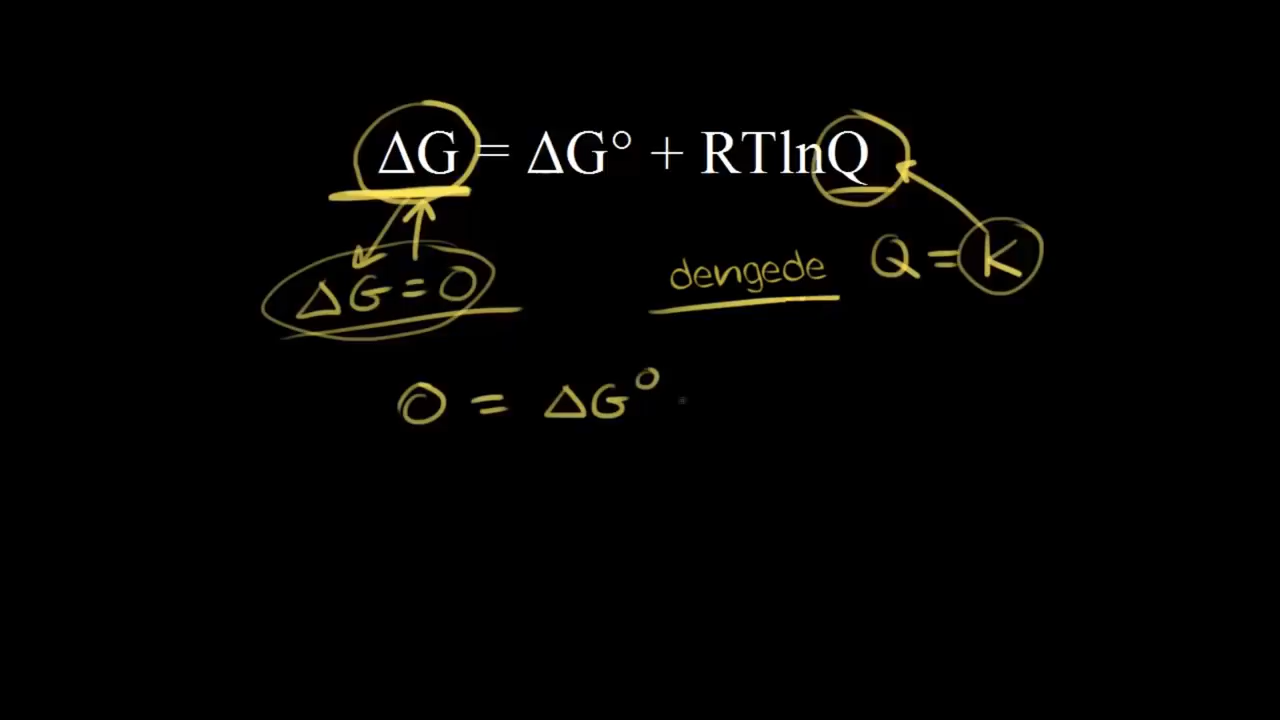 ΔG = ΔG° + RTlnQ
ΔG = 0 dengede Q = K
0 = ΔG°